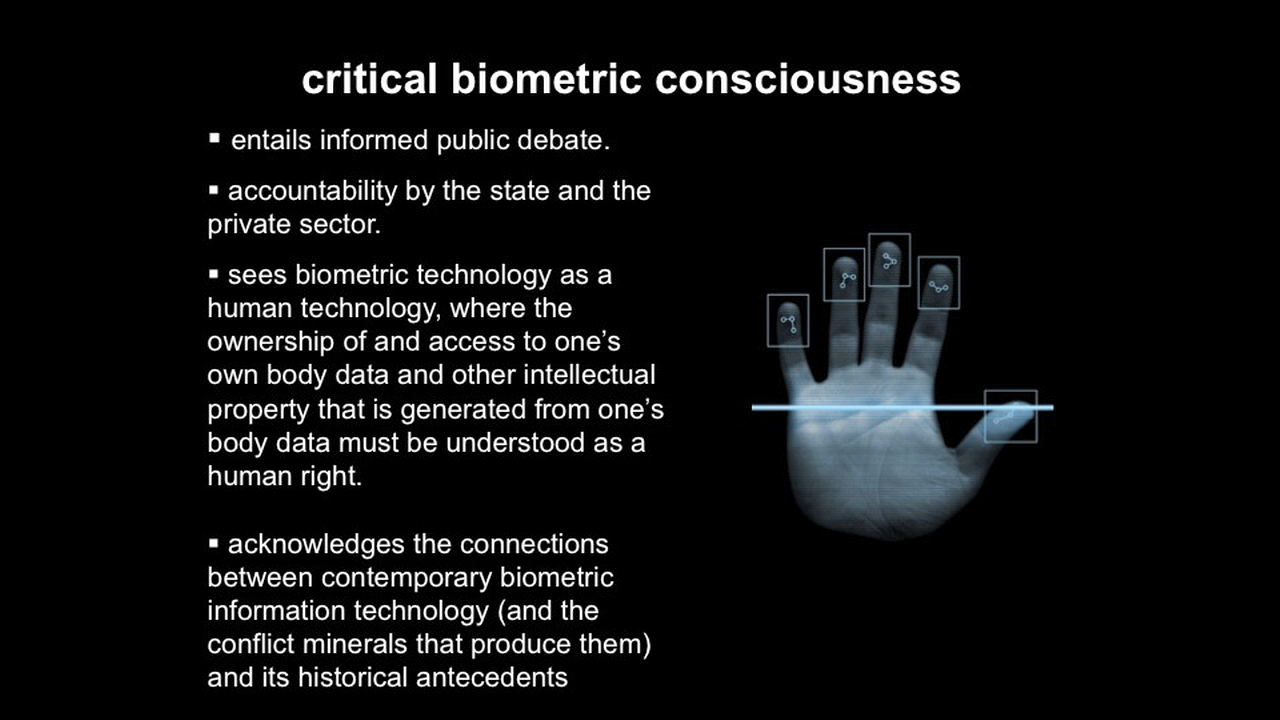 critical biometric consciousness
▪ entails informed public debate.
▪ accountability by the state and the
private sector.
▪ sees biometric technology as a
human technology, where the
ownership of and access to one’s
own body data and other intellectual
property that is generated from one’s
body data must be understood as a
human right.
▪ acknowledges the connections
between contemporary biometric
information technology (and the
conflict minerals that produce them)
and its historical antecedents